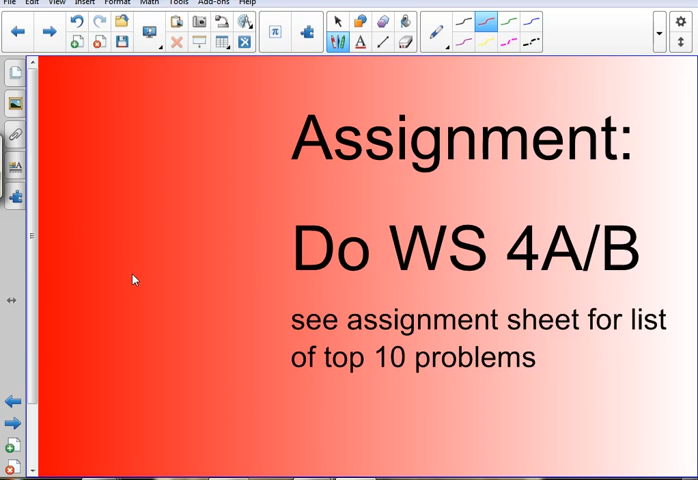 File Edit View Insert Format Math Tools Add-ons Help
π
A
Assignment:
Do WS 4A/B
see assignment sheet for list
of top 10 problems